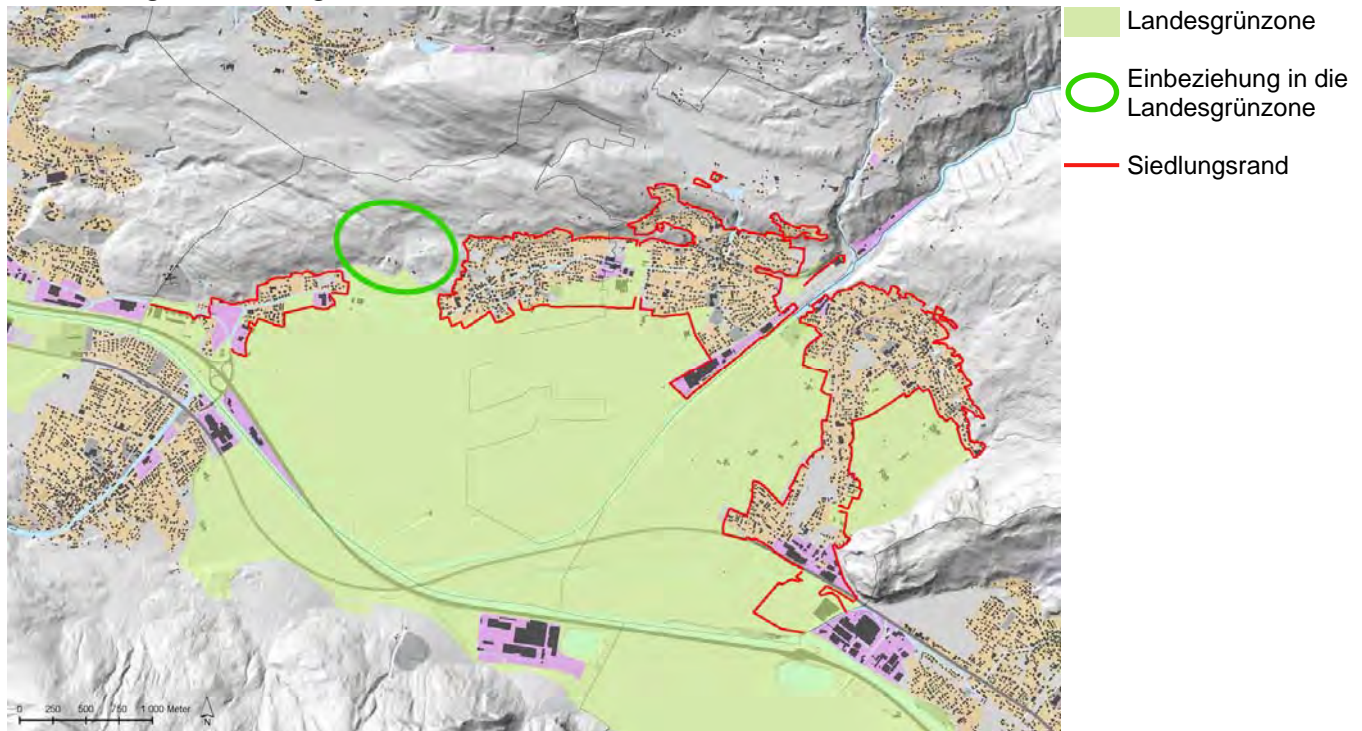 Landesgrünzone
Einbeziehung in die
Landesgrünzone
Siedlungsrand
0 250 500 750 1 000 Meter
N